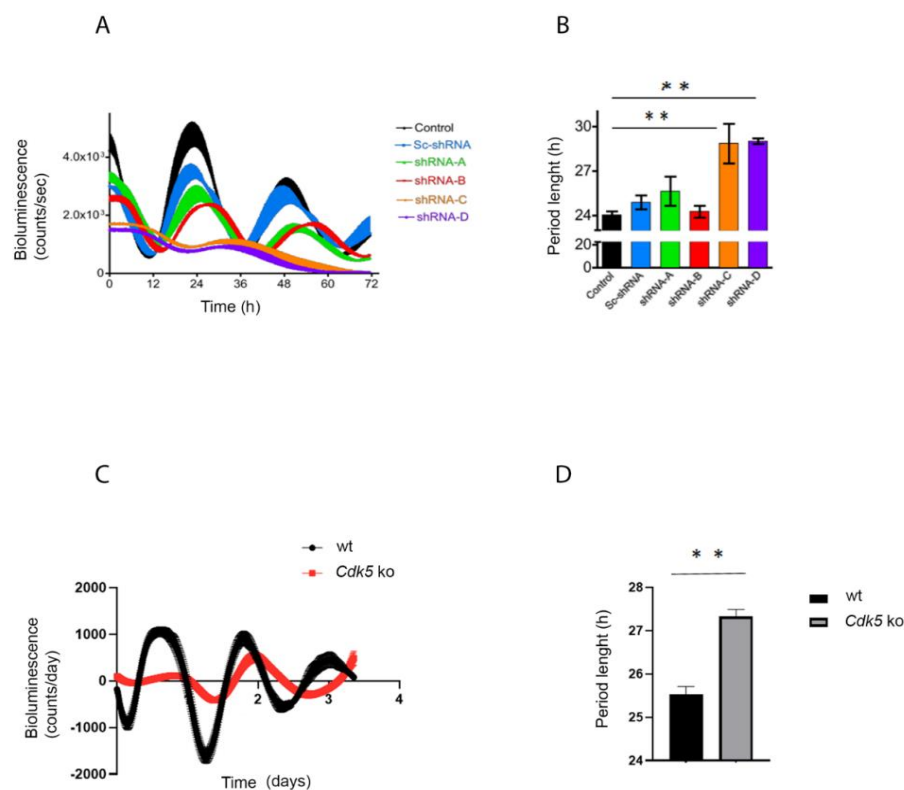 A
B
Bioluminescence
(counts/sec)
4.0x10³
2.0x10³
0
0
12
24
36
48
60
72
Time (h)
Control
Sc-shRNA
shRNA-A
shRNA-B
shRNA-C
shRNA-D
* *
* *
Period lenght (h)
30
27
24
20
0
Control
Sc-shRNA
shRNA-A
shRNA-B
shRNA-C
shRNA-D
C
D
wt
Cdk5 ko
Bioluminescence
(counts/day)
2000
1000
0
-1000
-2000
2
3
4
Time (days)
* *
Period lenght (h)
28
27
26
25
24
wt
Cdk5 ko